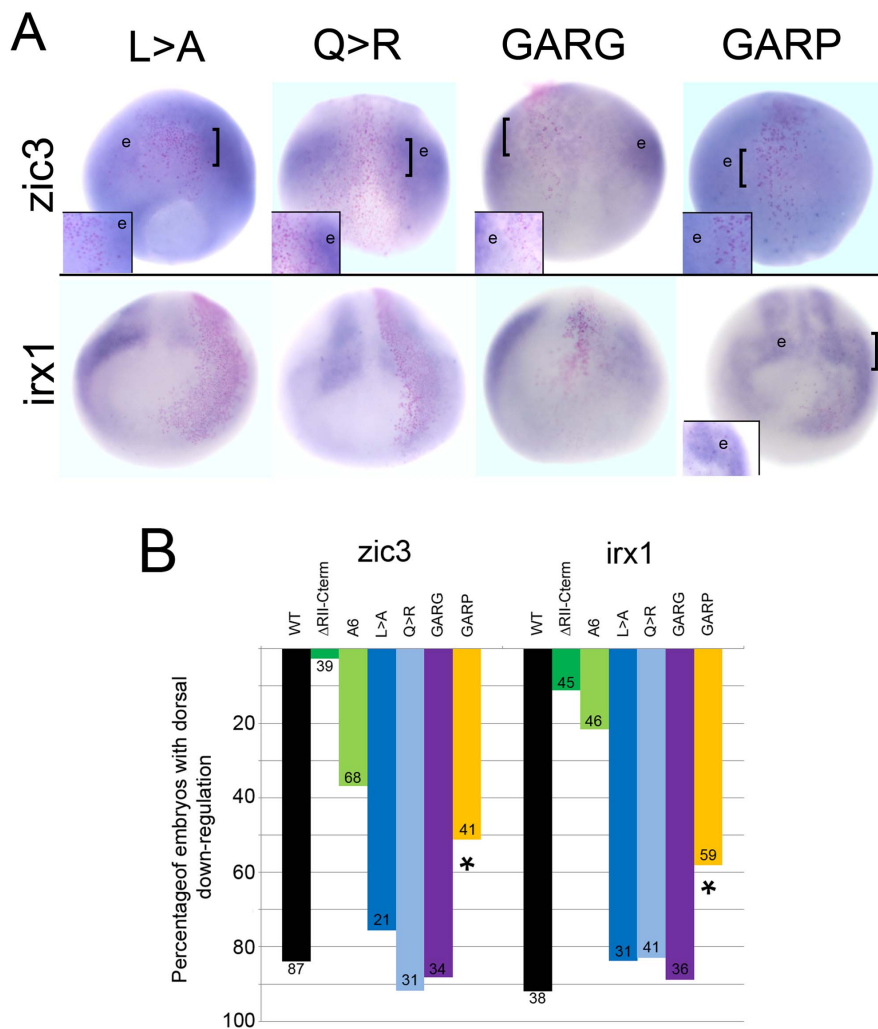 A
L>A Q>R GARG GARP
zic3
e e e e
e e e e
irx1
e
e
B
zic3 irx1
WT ΔRII-Cterm A6 L>A Q>R GARG GARP WT ΔRII-Cterm A6 L>A Q>R GARG GARP
Percentageof embryos with dorsal
down-regulation
20
40
60
80
100
87 39 68 21 31 34 41 * 38 45 46 31 41 36 59 *